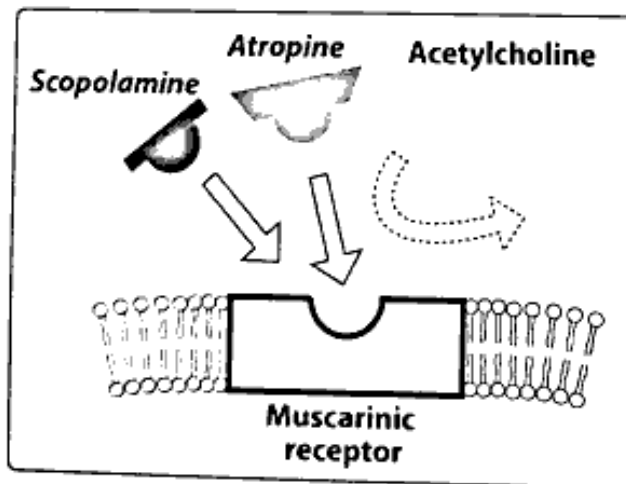 Atropine
Acetylcholine
Scopolamine
Muscarinic
receptor